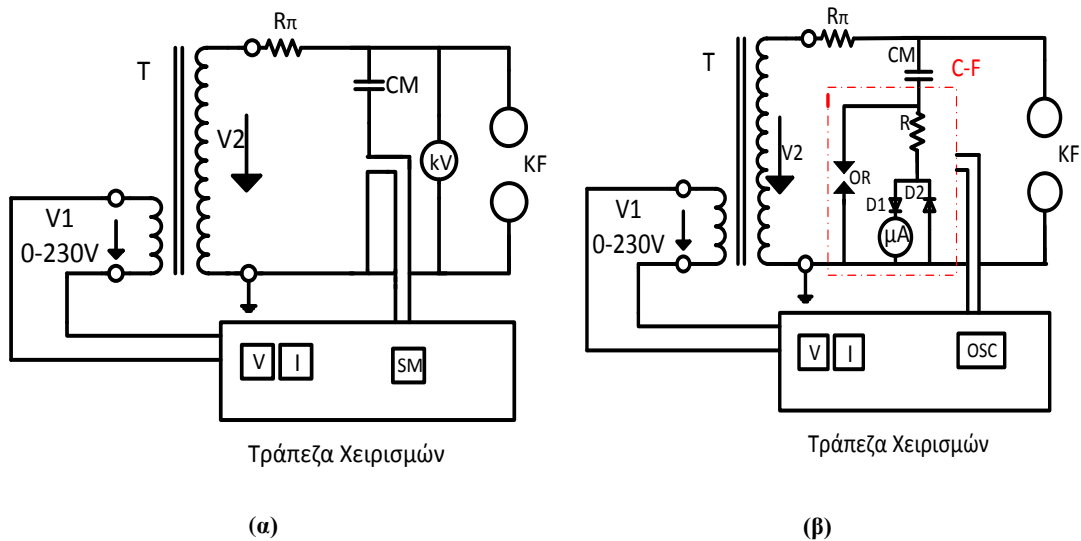 Rπ
T
CM
V2
kV
KF
V1
0-230V
V I SM
Τράπεζα Χειρισμών
(α)
Rπ
T
CM
C-F
R
V2
OR
D1
D2
μA
KF
V1
0-230V
V I OSC
Τράπεζα Χειρισμών
(β)